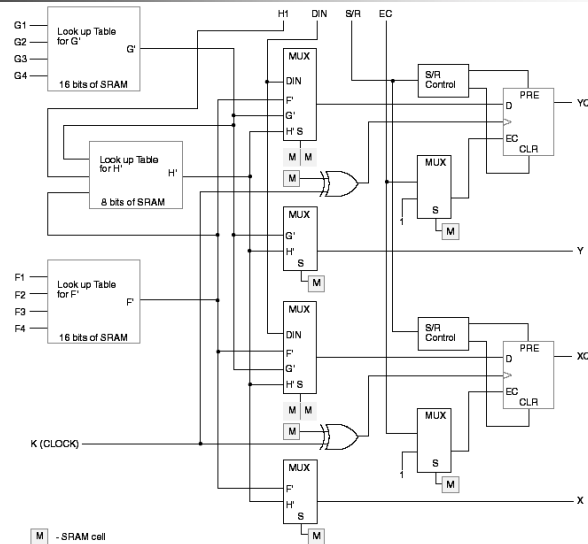 H1 DIN S/R EC
G1
G2
G3
G4
Look up Table
for G'
G'
16 bits of SRAM
MUX
DIN
F'
G'
H' S
M M
S/R
Control
PRE
D
EC
CLR
YQ
Look up Table
for H'
H'
8 bits of SRAM
M
MUX
1
S
M
MUX
G'
H'
S
M
Y
F1
F2
F3
F4
Look up Table
for F'
F'
16 bits of SRAM
MUX
DIN
F'
G'
H' S
M M
S/R
Control
PRE
D
EC
CLR
XQ
K (CLOCK)
M
MUX
1
S
M
MUX
F'
H'
S
M
X
M - SRAM cell